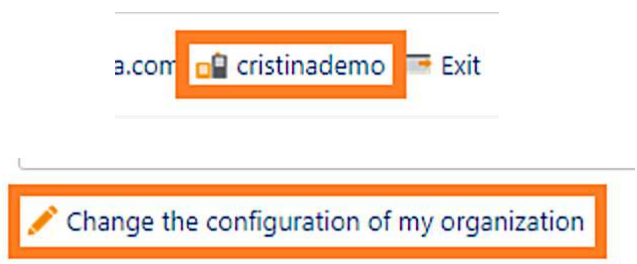 a.com cristinademo Exit
Change the configuration of my organization